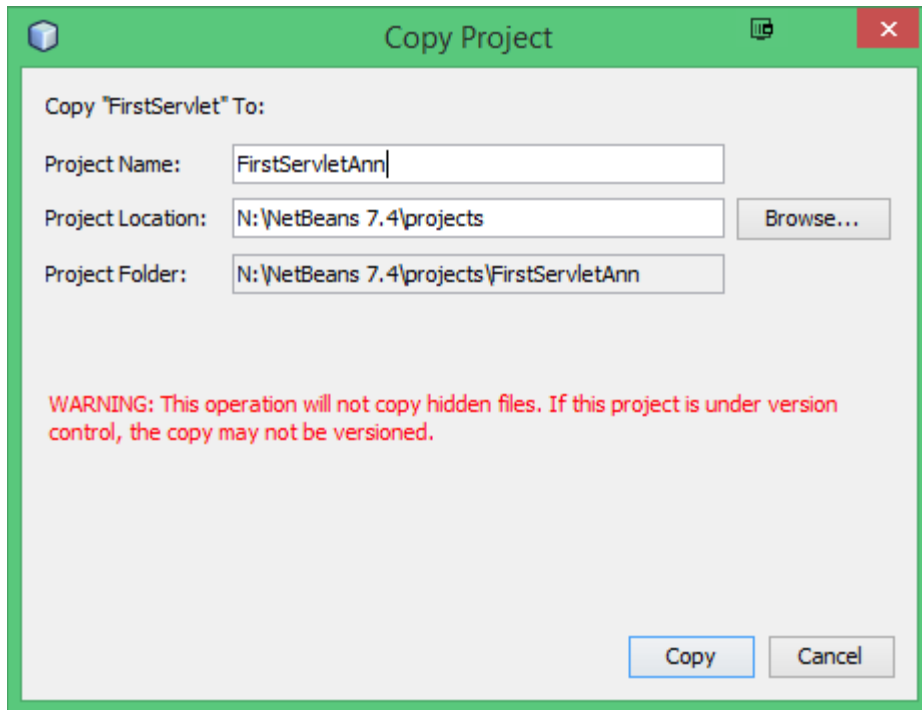 Copy Project
Copy "FirstServlet" To:
Project Name: FirstServletAnn
Project Location: N:\NetBeans 7.4\projects Browse...
Project Folder: N:\NetBeans 7.4\projects\FirstServletAnn
WARNING: This operation will not copy hidden files. If this project is under version
control, the copy may not be versioned.
Copy Cancel